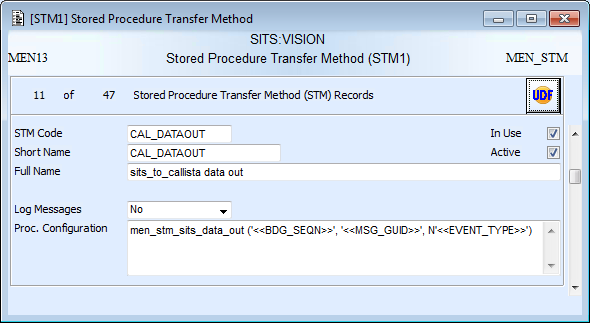 [STM1] Stored Procedure Transfer Method
SITS:VISION
MEN13 Stored Procedure Transfer Method (STM1) MEN_STM
11 of 47 Stored Procedure Transfer Method (STM) Records UDF
STM Code CAL_DATAOUT In Use
Short Name CAL_DATAOUT Active
Full Name sits_to_callista data out
Log Messages No
Proc. Configuration men_stm_sits_data_out ('<<BDG_SEQN>>', '<<MSG_GUID>>', N'<<EVENT_TYPE>>')